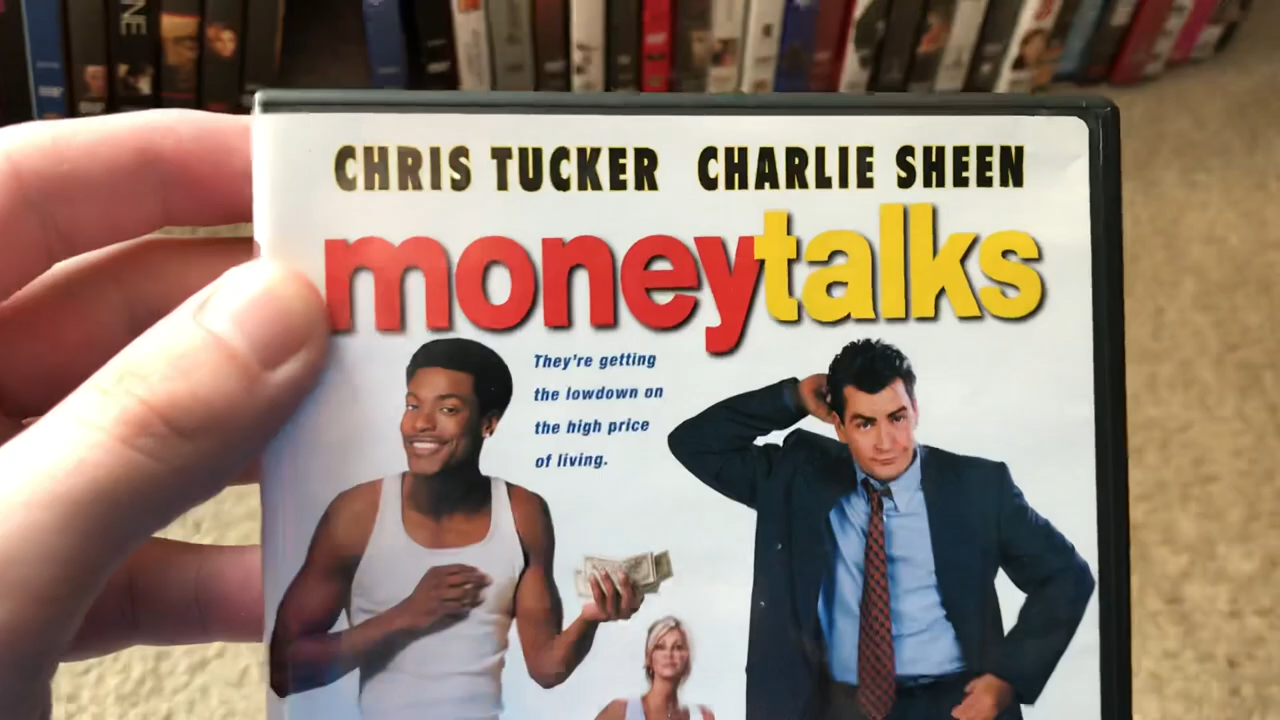 CHRIS TUCKER CHARLIE SHEEN
moneytalks
They're getting
the lowdown on
the high price
of living.